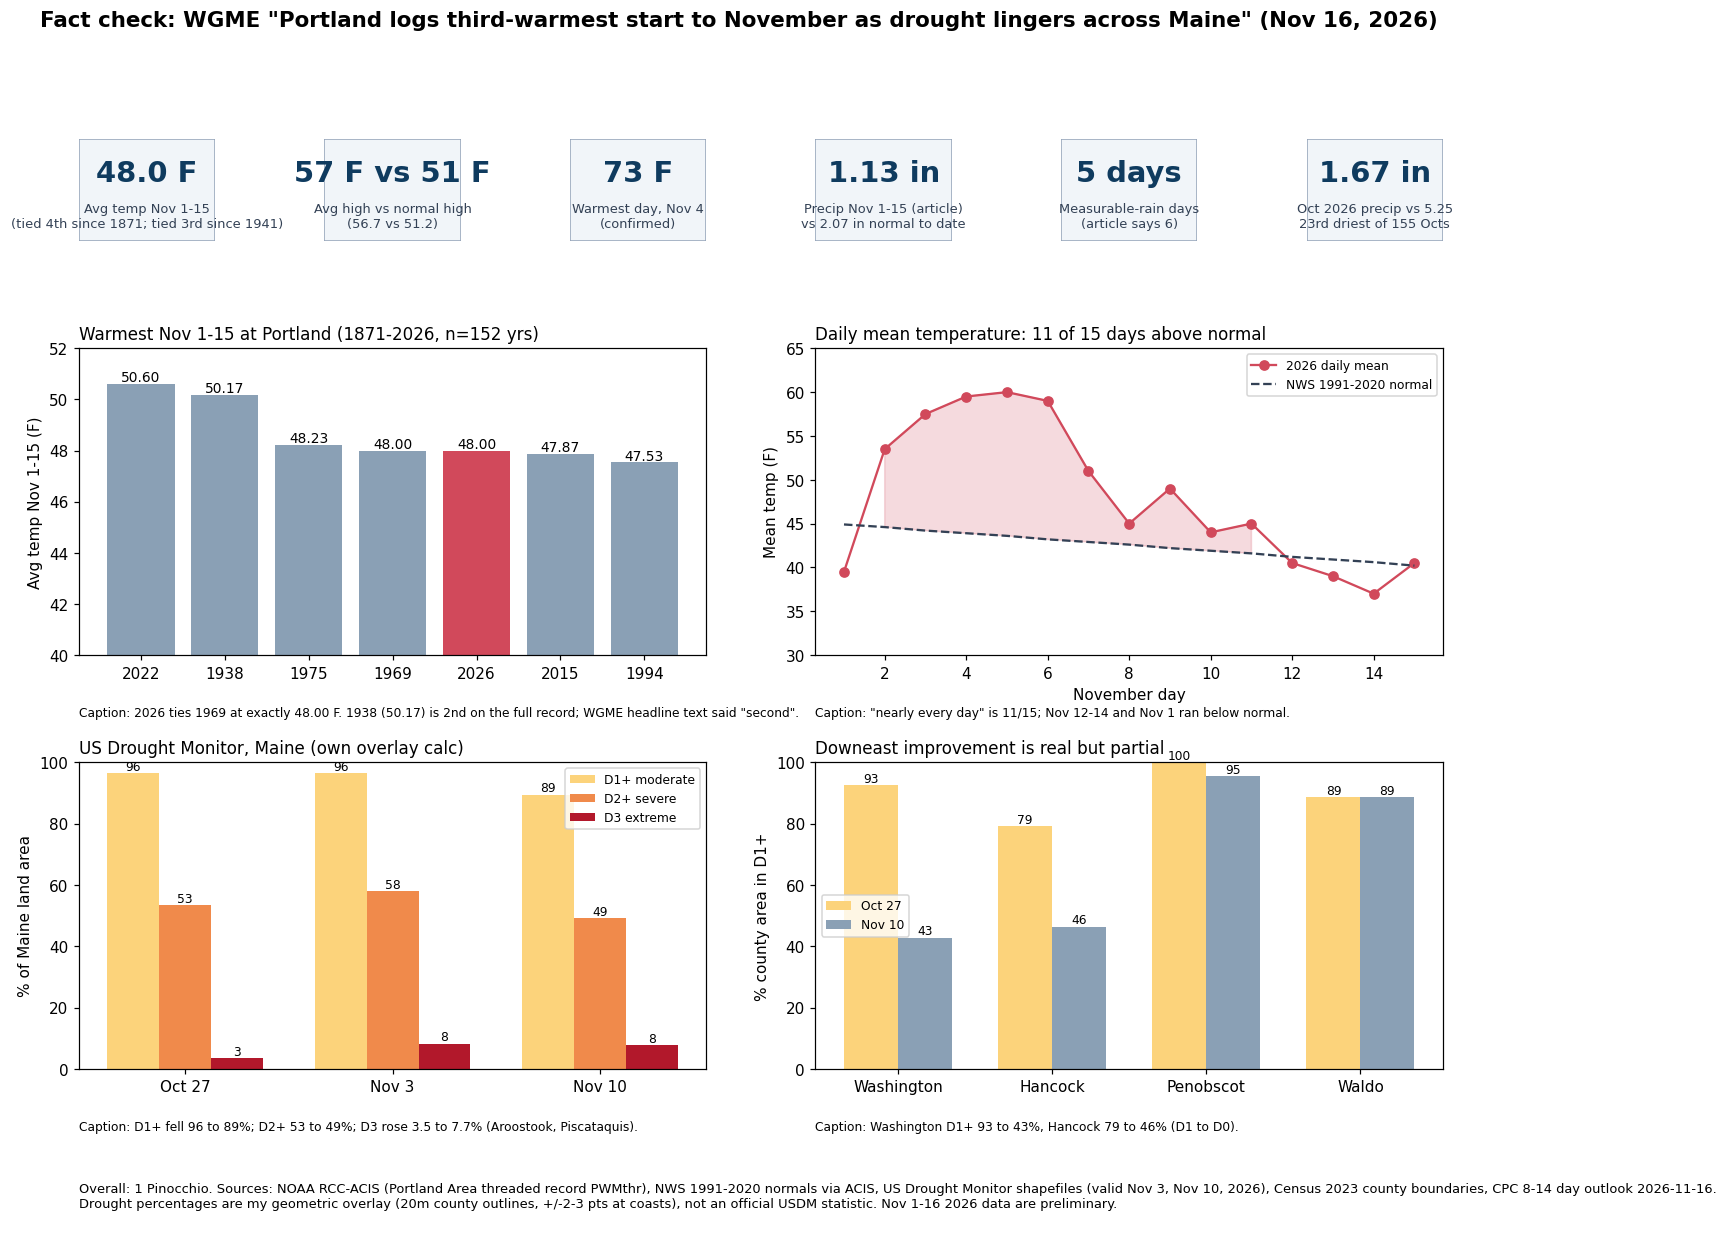 Fact check: WGME "Portland logs third-warmest start to November as drought lingers across Maine" (Nov 16, 2026)
48.0 F
Avg temp Nov 1-15
(tied 4th since 1871; tied 3rd since 1941)
57 F vs 51 F
Avg high vs normal high
(56.7 vs 51.2)
73 F
Warmest day, Nov 4
(confirmed)
1.13 in
Precip Nov 1-15 (article)
vs 2.07 in normal to date
5 days
Measurable-rain days
(article says 6)
1.67 in
Oct 2026 precip vs 5.25
23rd driest of 155 Octs
Warmest Nov 1-15 at Portland (1871-2026, n=152 yrs)
Avg temp Nov 1-15 (F)
52
50
48
46
44
42
40
50.60
50.17
48.23
48.00
48.00
47.87
47.53
2022
1938
1975
1969
2026
2015
1994
Caption: 2026 ties 1969 at exactly 48.00 F. 1938 (50.17) is 2nd on the full record; WGME headline text said "second".
Daily mean temperature: 11 of 15 days above normal
Mean temp (F)
65
60
55
50
45
40
35
30
2026 daily mean
NWS 1991-2020 normal
2
4
6
8
10
12
14
November day
Caption: "nearly every day" is 11/15; Nov 12-14 and Nov 1 ran below normal.
US Drought Monitor, Maine (own overlay calc)
% of Maine land area
100
80
60
40
20
0
96
53
3
96
58
8
89
49
8
D1+ moderate
D2+ severe
D3 extreme
Oct 27
Nov 3
Nov 10
Caption: D1+ fell 96 to 89%; D2+ 53 to 49%; D3 rose 3.5 to 7.7% (Aroostook, Piscataquis).
Downeast improvement is real but partial
% county area in D1+
100
80
60
40
20
0
93
43
79
46
100
95
89
89
Oct 27
Nov 10
Washington
Hancock
Penobscot
Waldo
Caption: Washington D1+ 93 to 43%, Hancock 79 to 46% (D1 to D0).
Overall: 1 Pinocchio. Sources: NOAA RCC-ACIS (Portland Area threaded record PWMthr), NWS 1991-2020 normals via ACIS, US Drought Monitor shapefiles (valid Nov 3, Nov 10, 2026), Census 2023 county boundaries, CPC 8-14 day outlook 2026-11-16.
Drought percentages are my geometric overlay (20m county outlines, +/-2-3 pts at coasts), not an official USDM statistic. Nov 1-16 2026 data are preliminary.